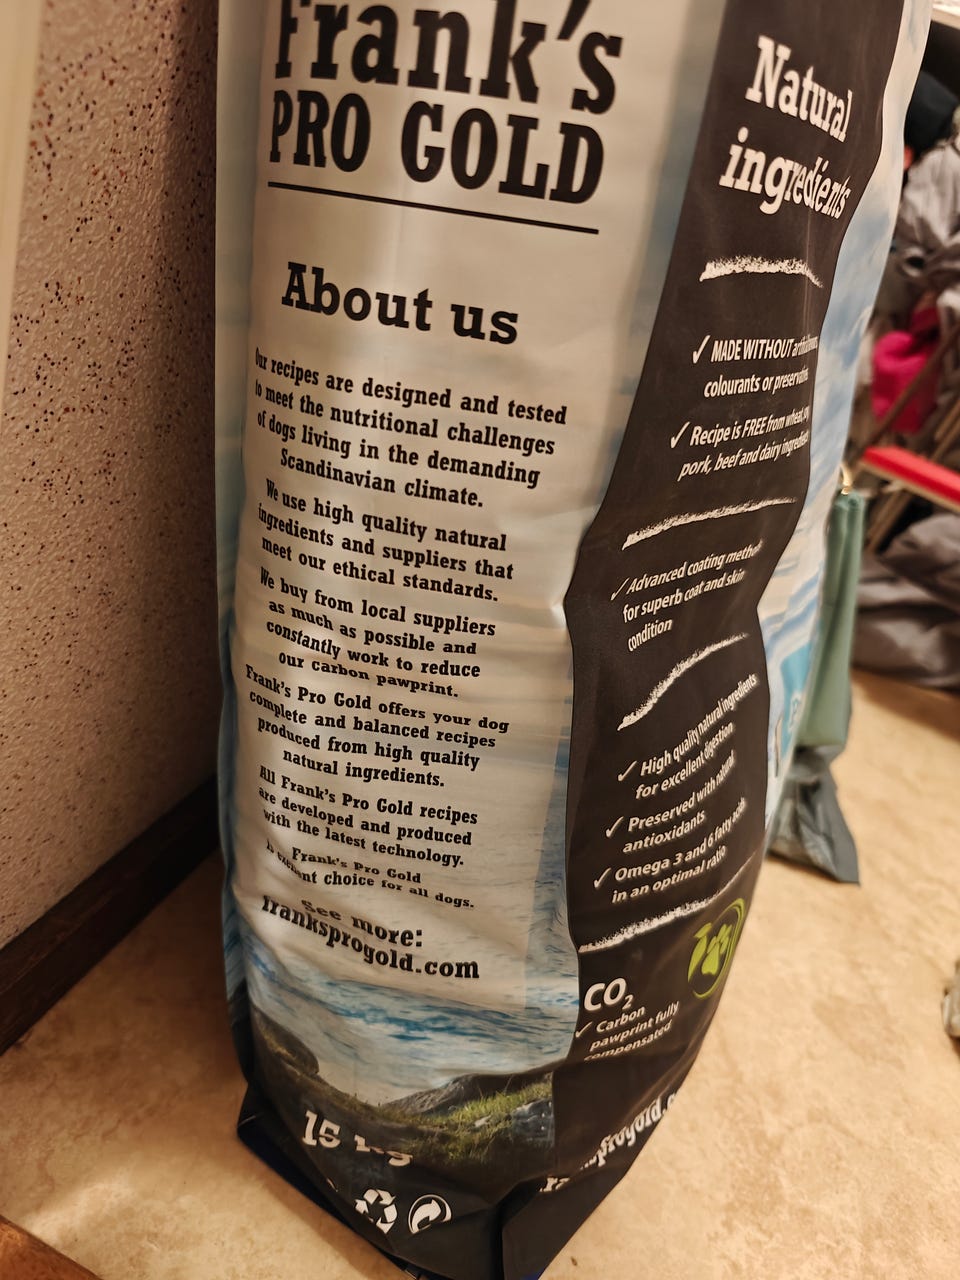 Frank's
PRO GOLD
About us
Our recipes are designed and tested
to meet the nutritional challenges
of dogs living in the demanding
Scandinavian climate.
We use high quality natural
ingredients and suppliers that
meet our ethical standards.
We buy from local suppliers
as much as possible and
constantly work to reduce
our carbon pawprint.
Frank's Pro Gold offers your dog
complete and balanced recipes
produced from high quality
natural ingredients.
All Frank's Pro Gold recipes
are developed and produced
with the latest technology.
Frank's Pro Gold
choice for all dogs.
See more:
franksprogold.com
15 kg
Natural
ingredients
✓ MADE WITHOUT
colourants or
✓ Recipe is FREE from wheat,
pork, beef and dairy
✓ Advanced coating
for superb coat and skin
condition
✓ High quality natural ingredients
for excellent digestion
✓ Preserved with natural
antioxidants
✓ Omega 3 and 6 fatty acids
in an optimal ratio
CO₂
✓ Carbon
pawprint fully
compensated